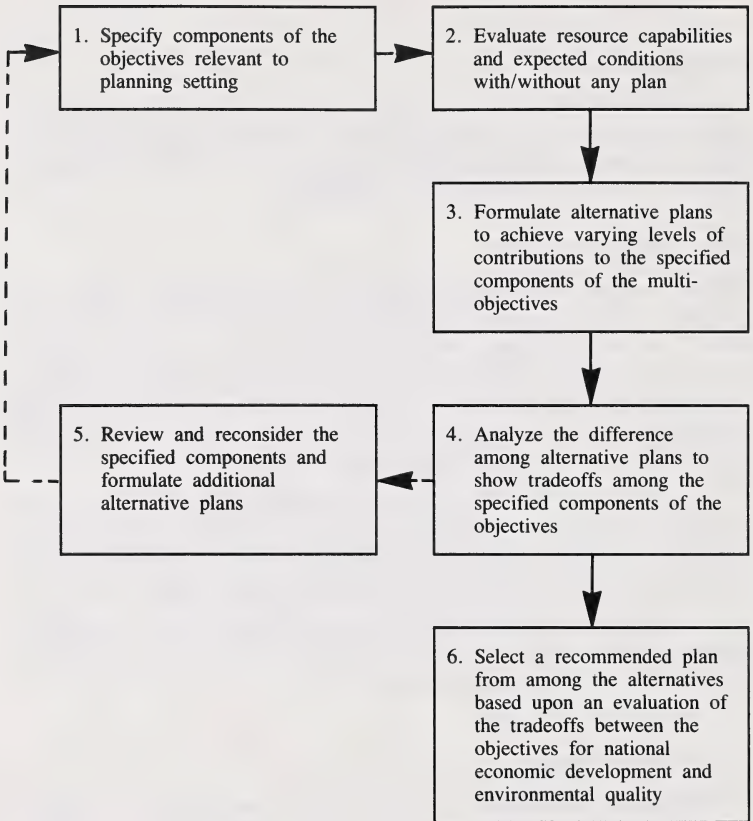 1. Specify components of the
objectives relevant to
planning setting
2. Evaluate resource capabilities
and expected conditions
with/without any plan
3. Formulate alternative plans
to achieve varying levels of
contributions to the specified
components of the multi-
objectives
4. Analyze the difference
among alternative plans to
show tradeoffs among the
specified components of the
objectives
5. Review and reconsider the
specified components and
formulate additional
alternative plans
6. Select a recommended plan
from among the alternatives
based upon an evaluation of
the tradeoffs between the
objectives for national
economic development and
environmental quality